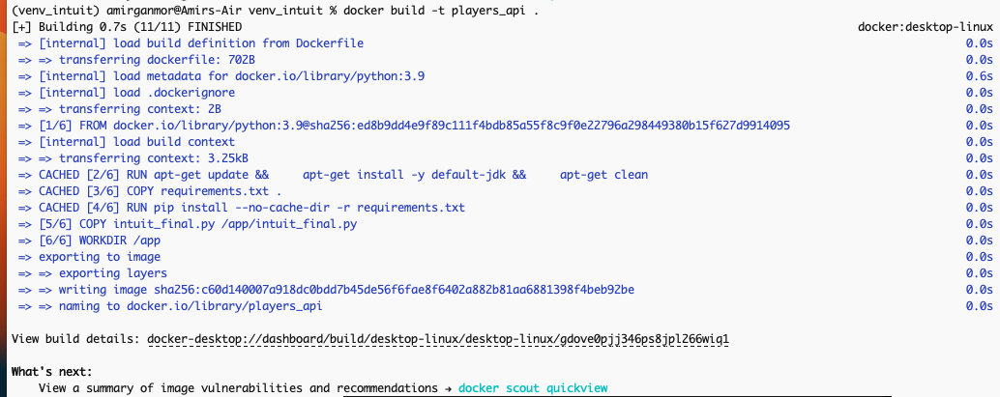 (venv_intuit) amirganmor@Amirs-Air venv_intuit % docker build -t players_api .
[+] Building 0.7s (11/11) FINISHED docker:desktop-linux
=> [internal] load build definition from Dockerfile 0.0s
=> => transferring dockerfile: 702B 0.0s
=> [internal] load metadata for docker.io/library/python:3.9 0.6s
=> [internal] load .dockerignore 0.0s
=> => transferring context: 2B 0.0s
=> [1/6] FROM docker.io/library/python:3.9@sha256:ed8b9dd4e9f89c111f4bdb85a55f8c9f0e22796a298449380b15f627d9914095 0.0s
=> [internal] load build context 0.0s
=> => transferring context: 3.25kB 0.0s
=> CACHED [2/6] RUN apt-get update &&     apt-get install -y default-jdk &&     apt-get clean 0.0s
=> CACHED [3/6] COPY requirements.txt . 0.0s
=> CACHED [4/6] RUN pip install --no-cache-dir -r requirements.txt 0.0s
=> [5/6] COPY intuit_final.py /app/intuit_final.py 0.0s
=> [6/6] WORKDIR /app 0.0s
=> exporting to image 0.0s
=> => exporting layers 0.0s
=> => writing image sha256:c60d140007a918dc0bdd7b45de56f6fae8f6402a882b81aa6881398f4beb92be 0.0s
=> => naming to docker.io/library/players_api 0.0s
View build details: docker-desktop://dashboard/build/desktop-linux/desktop-linux/gdove0pjj346ps8jpl266wiq1
What's next:
View a summary of image vulnerabilities and recommendations → docker scout quickview